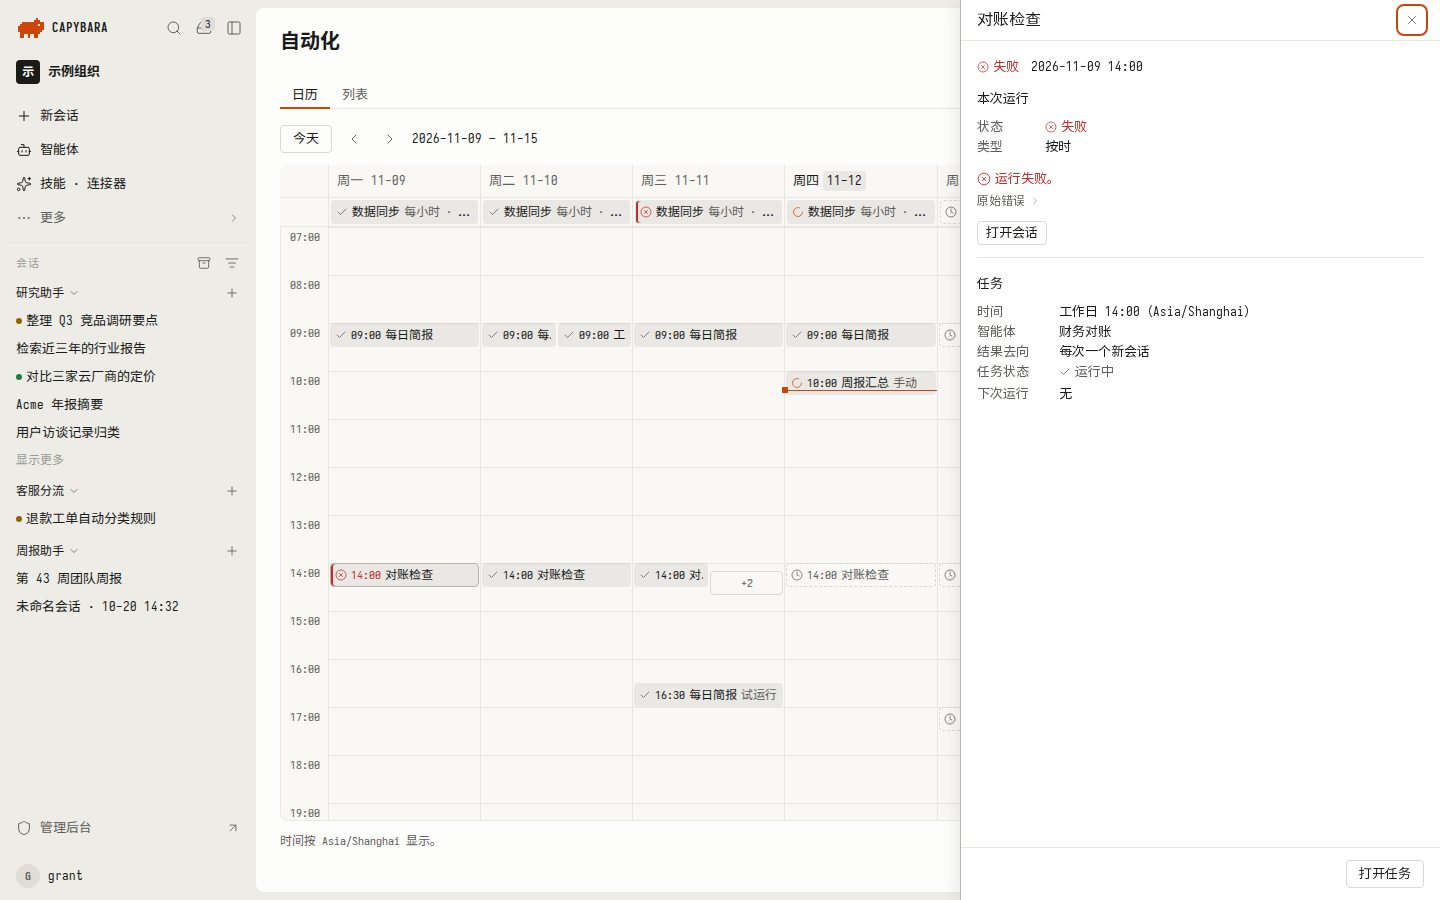 CAPYBARA
3
示 示例组织
新会话
智能体
技能 · 连接器
更多
会话
研究助手
整理 Q3 竞品调研要点
检索近三年的行业报告
对比三家云厂商的定价
Acme 年报摘要
用户访谈记录归类
显示更多
客服分流
退款工单自动分类规则
周报助手
第 43 周团队周报
未命名会话 · 10-20 14:32
管理后台
G grant
自动化
日历 列表
今天 2026-11-09 – 11-15
周一 11-09 周二 11-10 周三 11-11 周四 11-12 周
数据同步 每小时 · … 数据同步 每小时 · … 数据同步 每小时 · … 数据同步 每小时 · …
07:00
08:00
09:00 09:00 每日简报 09:00 每. 09:00 工 09:00 每日简报 09:00 每日简报
10:00 10:00 周报汇总 手动
11:00
12:00
13:00
14:00 14:00 对账检查 14:00 对账检查 14:00 对. +2 14:00 对账检查
15:00
16:00
16:30 每日简报 试运行
17:00
18:00
19:00
时间按 Asia/Shanghai 显示。
对账检查
失败 2026-11-09 14:00
本次运行
状态 失败
类型 按时
运行失败。
原始错误
打开会话
任务
时间 工作日 14:00 (Asia/Shanghai)
智能体 财务对账
结果去向 每次一个新会话
任务状态 运行中
下次运行 无
打开任务